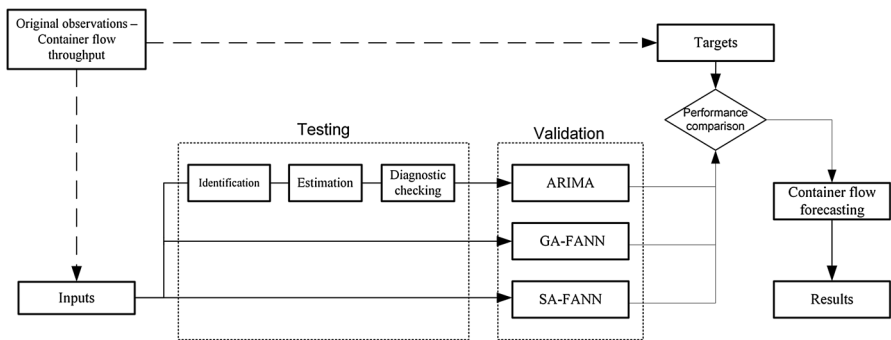 Original observations –
Container flow
throughput
Targets
Performance
comparison
Testing
Validation
Identification
Estimation
Diagnostic
checking
ARIMA
GA-FANN
SA-FANN
Inputs
Container flow
forecasting
Results